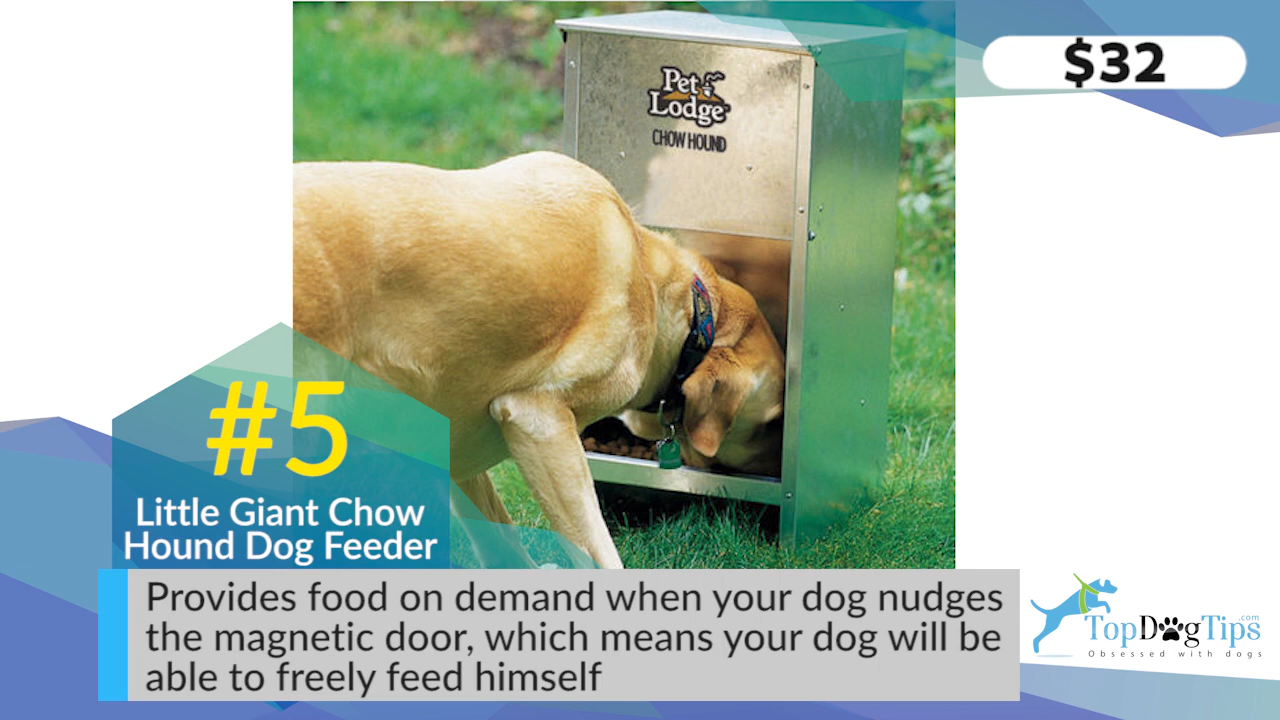 $32
Pet
Lodge
CHOW HOUND
#5
Little Giant Chow
Hound Dog Feeder
Provides food on demand when your dog nudges
the magnetic door, which means your dog will be
able to freely feed himself
TopDogTips.com
Obsessed with dogs